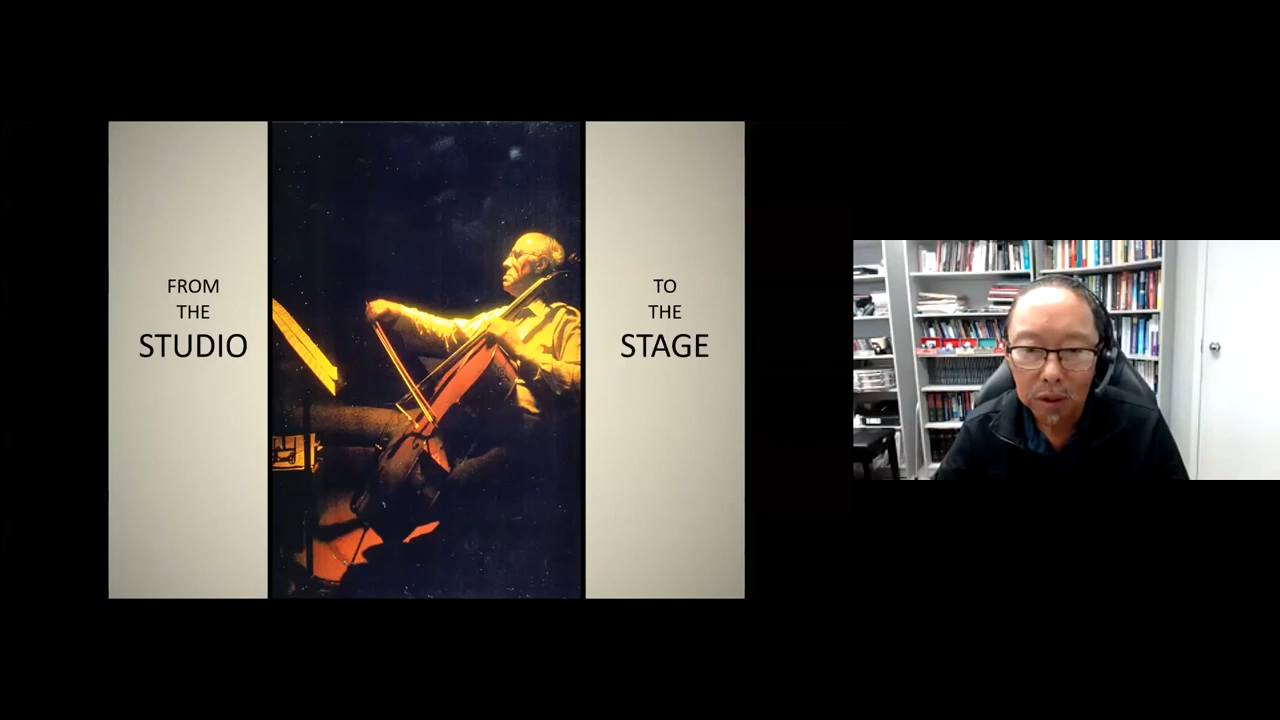 FROM
THE
STUDIO
TO
THE
STAGE